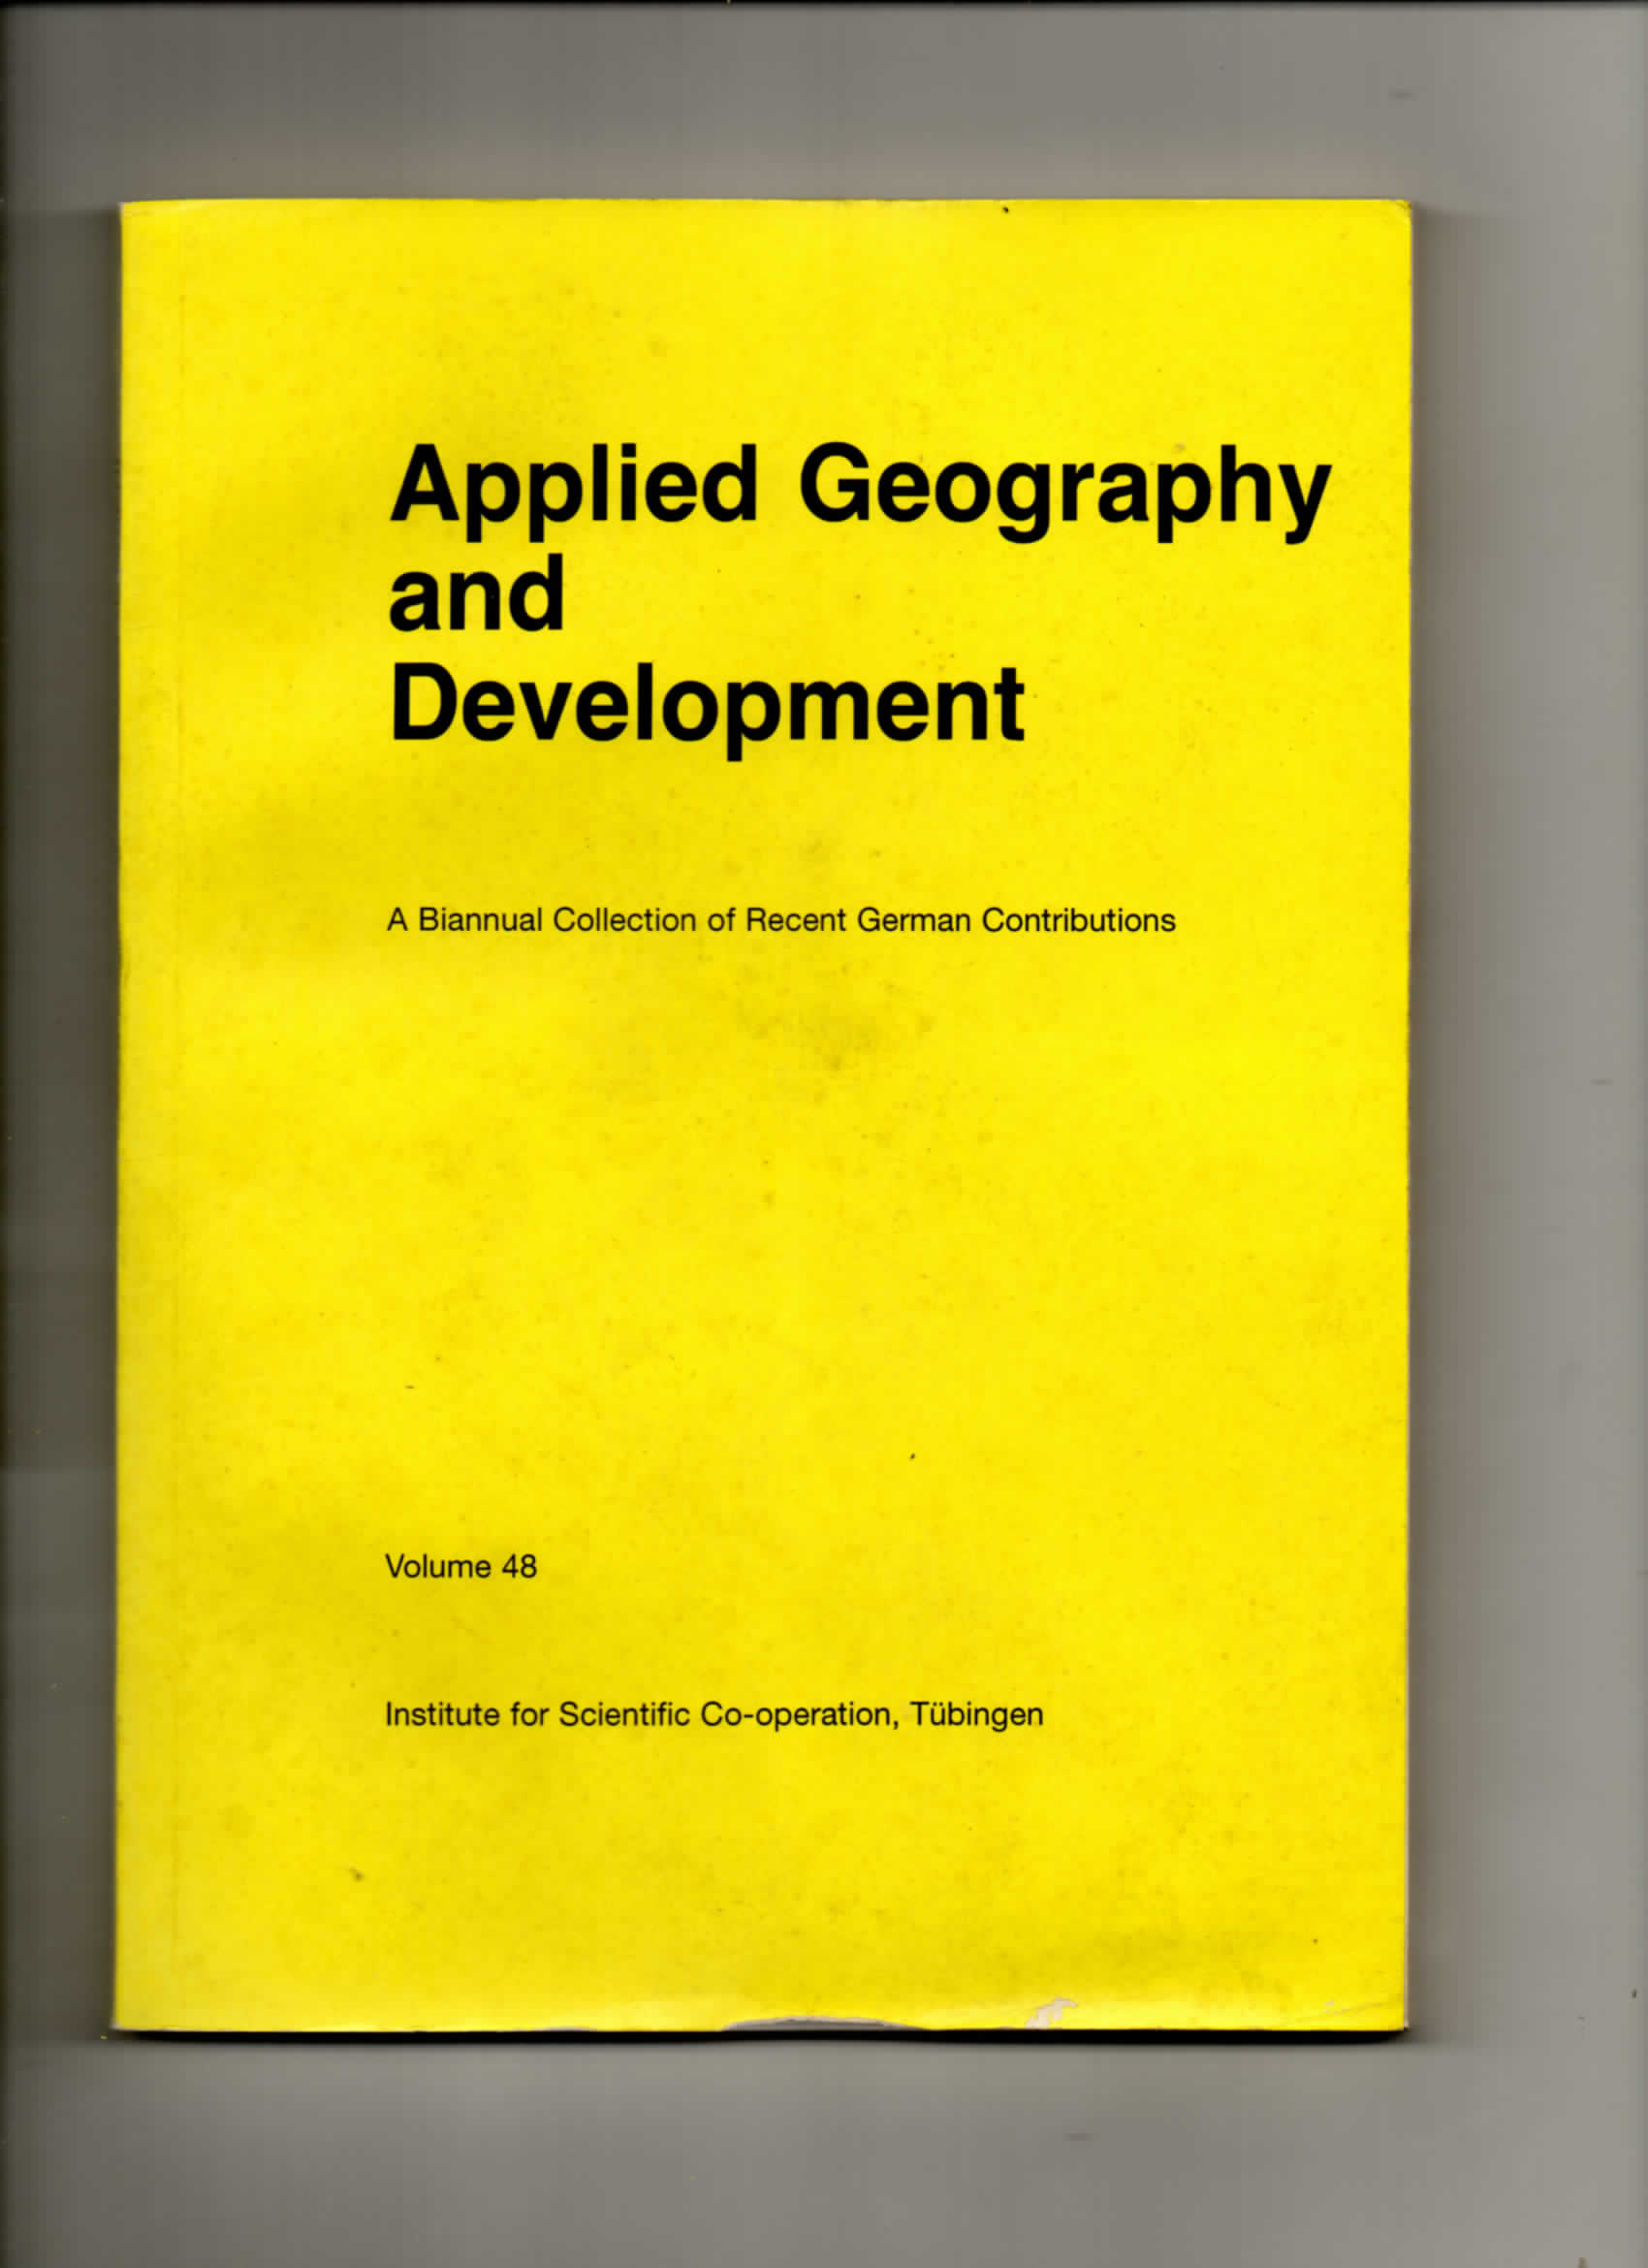 Applied Geography
and
Development
A Biannual Collection of Recent German Contributions
Volume 48
Institute for Scientific Co-operation, Tübingen